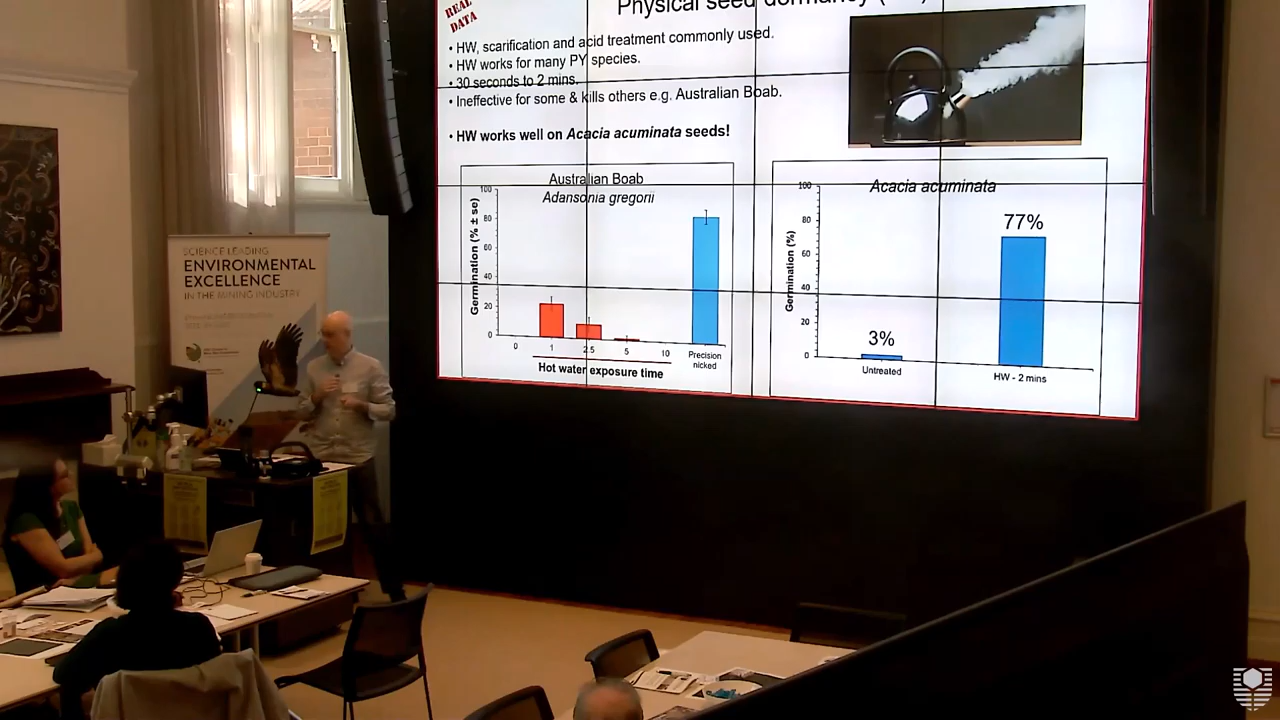 Physical seed dormancy
REAL
DATA
• HW, scarification and acid treatment commonly used.
• HW works for many PY species.
• 30 seconds to 2 mins.
• Ineffective for some & kills others e.g. Australian Boab.
• HW works well on Acacia acuminata seeds!
Australian Boab
Adansonia gregorii
Germination (% ± se)
100
80
60
40
20
0
0 1 2.5 5 10
Precision
nicked
Hot water exposure time
Acacia acuminata
Germination (%)
100
80
60
40
20
0
3%
77%
Untreated
HW - 2 mins
SCIENCE LEADING
ENVIRONMENTAL
EXCELLENCE
IN THE MINING INDUSTRY